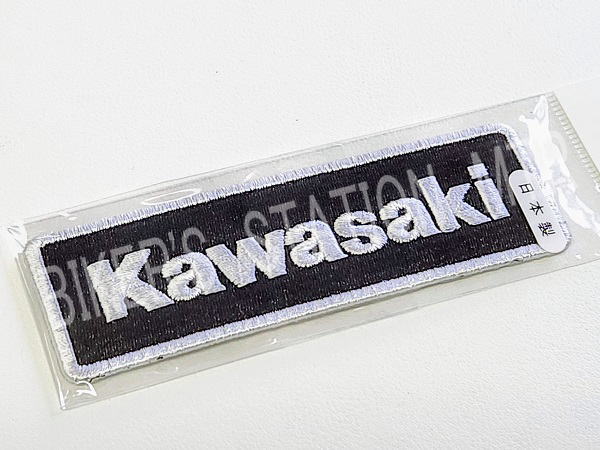 Kawasaki
日本製
BIKER'S STATION